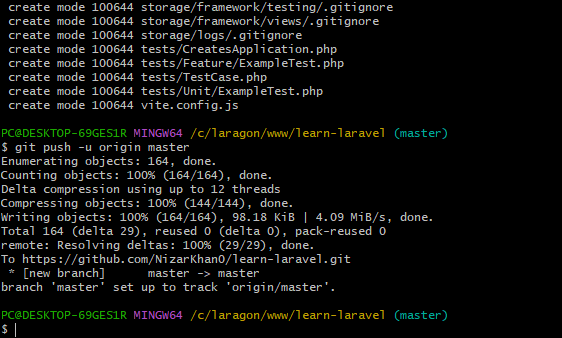 create mode 100644 storage/framework/testing/.gitignore
create mode 100644 storage/framework/views/.gitignore
create mode 100644 storage/logs/.gitignore
create mode 100644 tests/CreatesApplication.php
create mode 100644 tests/Feature/ExampleTest.php
create mode 100644 tests/TestCase.php
create mode 100644 tests/Unit/ExampleTest.php
create mode 100644 vite.config.js
PC@DESKTOP-69GES1R MINGW64 /c/laragon/www/learn-laravel (master)
$ git push -u origin master
Enumerating objects: 164, done.
Counting objects: 100% (164/164), done.
Delta compression using up to 12 threads
Compressing objects: 100% (144/144), done.
Writing objects: 100% (164/164), 98.18 KiB | 4.09 MiB/s, done.
Total 164 (delta 29), reused 0 (delta 0), pack-reused 0
remote: Resolving deltas: 100% (29/29), done.
To https://github.com/NizarKhan0/learn-laravel.git
* [new branch]      master -> master
branch 'master' set up to track 'origin/master'.
PC@DESKTOP-69GES1R MINGW64 /c/laragon/www/learn-laravel (master)
$